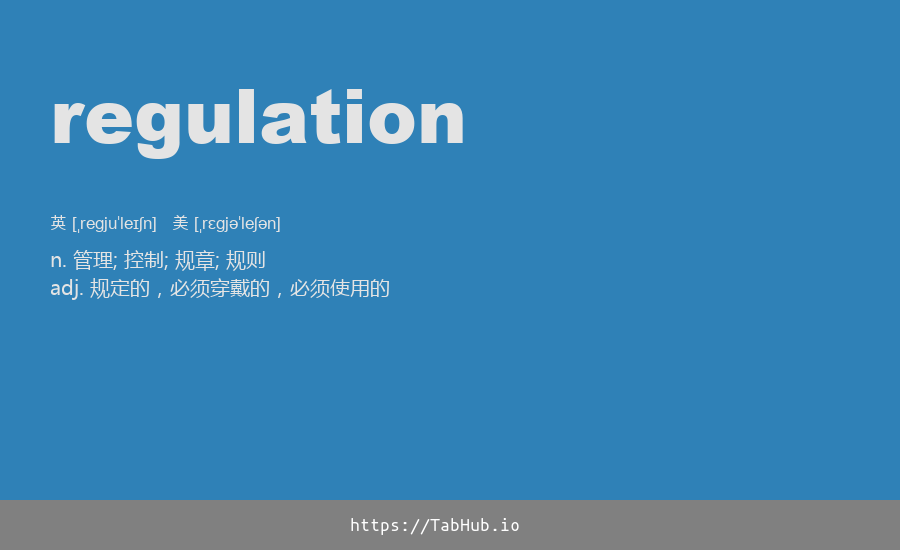 regulation
英 [ˌreɡjuˈleɪʃn] 美 [ˌrɛɡjəˈleʃən]
n. 管理; 控制; 规章; 规则
adj. 规定的，必须穿戴的，必须使用的
https://TabHub.io